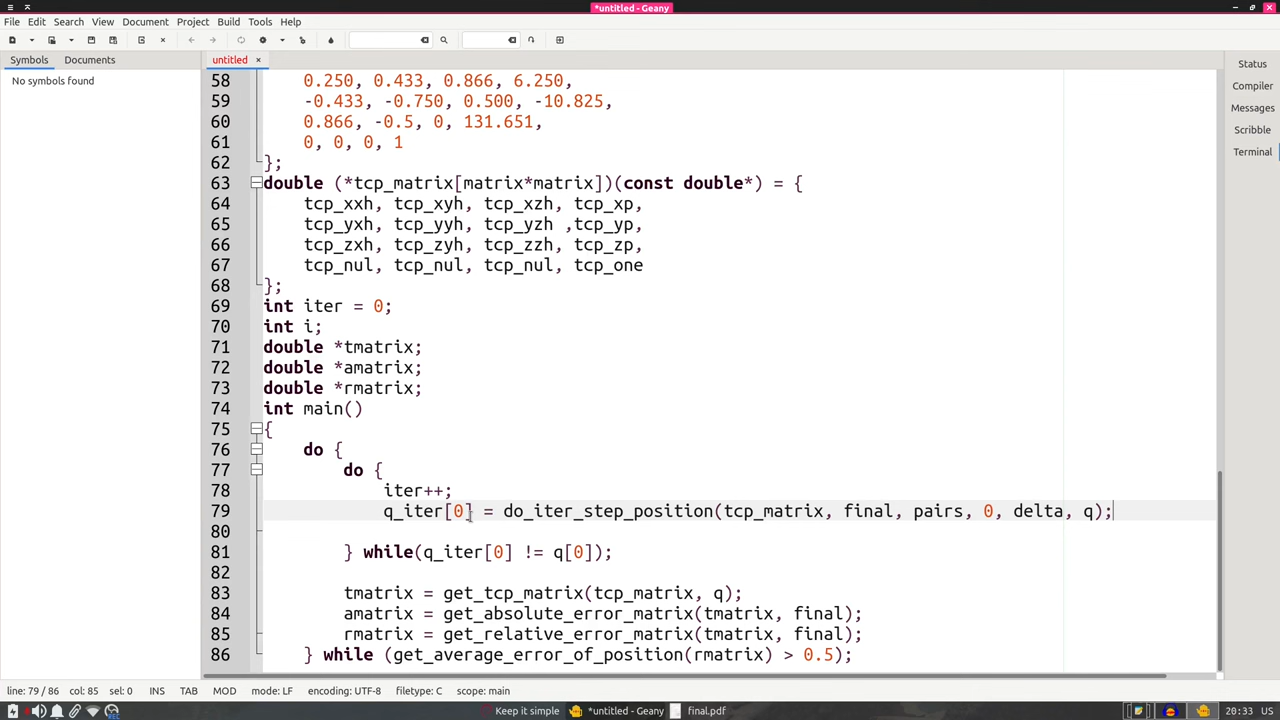 *untitled - Geany
File Edit Search View Document Project Build Tools Help
Symbols Documents
untitled ×
Status
No symbols found
Compiler
Messages
Scribble
Terminal
58 0.250, 0.433, 0.866, 6.250,
59 -0.433, -0.750, 0.500, -10.825,
60 0.866, -0.5, 0, 131.651,
61 0, 0, 0, 1
62 };
63 double (*tcp_matrix[matrix*matrix])(const double*) = {
64 tcp_xxh, tcp_xyh, tcp_xzh, tcp_xp,
65 tcp_yxh, tcp_yyh, tcp_yzh ,tcp_yp,
66 tcp_zxh, tcp_zyh, tcp_zzh, tcp_zp,
67 tcp_nul, tcp_nul, tcp_nul, tcp_one
68 };
69 int iter = 0;
70 int i;
71 double *tmatrix;
72 double *amatrix;
73 double *rmatrix;
74 int main()
75 {
76 do {
77 do {
78 iter++;
79 q_iter[0] = do_iter_step_position(tcp_matrix, final, pairs, 0, delta, q);
80
81 } while(q_iter[0] != q[0]);
82
83 tmatrix = get_tcp_matrix(tcp_matrix, q);
84 amatrix = get_absolute_error_matrix(tmatrix, final);
85 rmatrix = get_relative_error_matrix(tmatrix, final);
86 } while (get_average_error_of_position(rmatrix) > 0.5);
line: 79 / 86 col: 85 sel: 0 INS TAB MOD mode: LF encoding: UTF-8 filetype: C scope: main
Keep it simple *untitled - Geany final.pdf 20:33 US